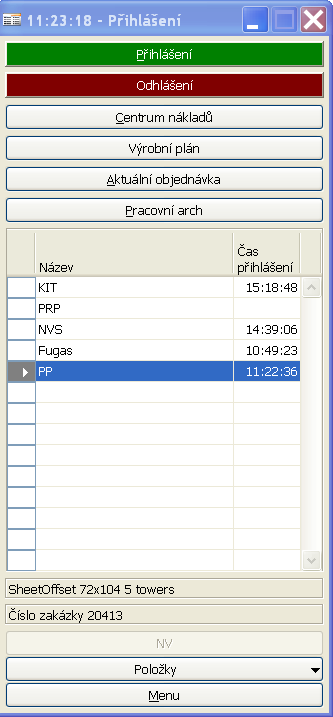 11:23:18 - Přihlášení
Přihlášení
Odhlášení
Centrum nákladů
Výrobní plán
Aktuální objednávka
Pracovní arch
Název Čas přihlášení
KIT 15:18:48
PRP
NVS 14:39:06
Fugas 10:49:23
PP 11:22:36
SheetOffset 72x104 5 towers
Číslo zakázky 20413
NV
Položky
Menu